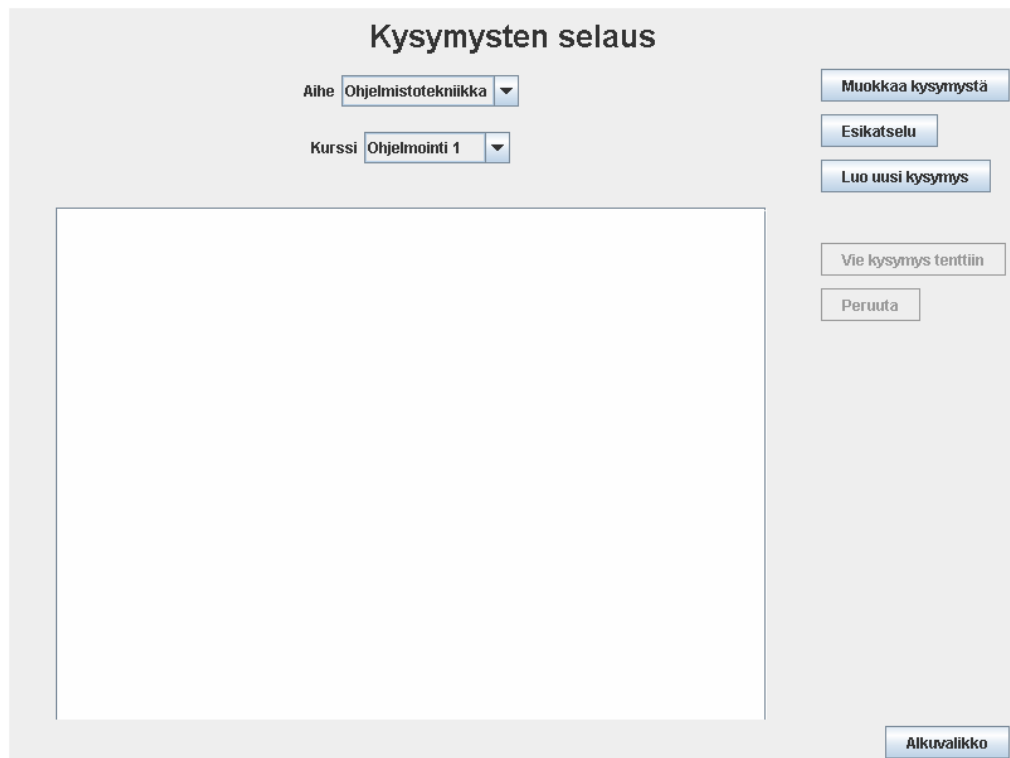 Kysymysten selaus
Aihe Ohjelmistotekniikka
Kurssi Ohjelmointi 1
Muokkaa kysymystä
Esikatselu
Luo uusi kysymys
Vie kysymys tenttiin
Peruuta
Alkuvalikko